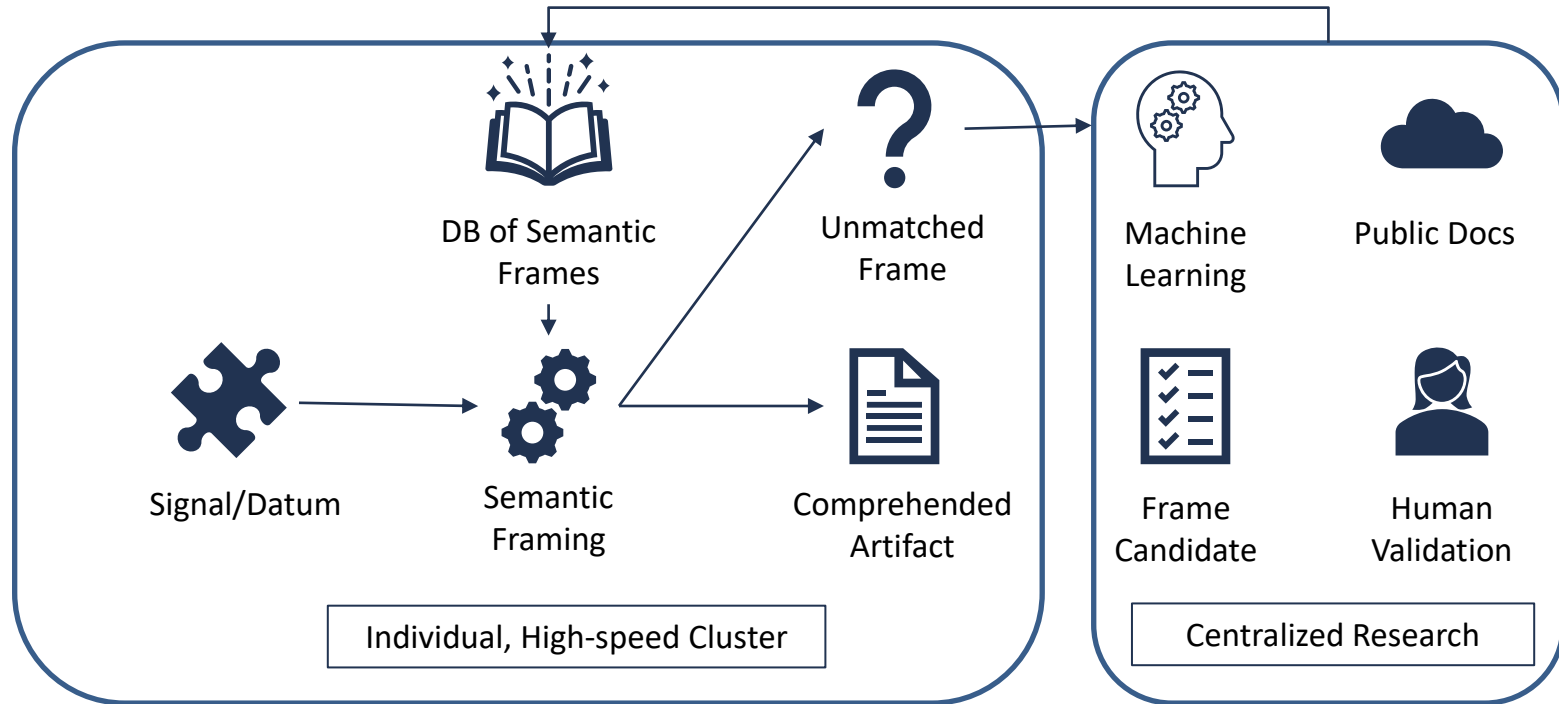 DB of Semantic
Frames
Unmatched
Frame
Machine
Learning
Public Docs
Signal/Datum
Semantic
Framing
Comprehended
Artifact
Frame
Candidate
Human
Validation
Individual, High-speed Cluster
Centralized Research